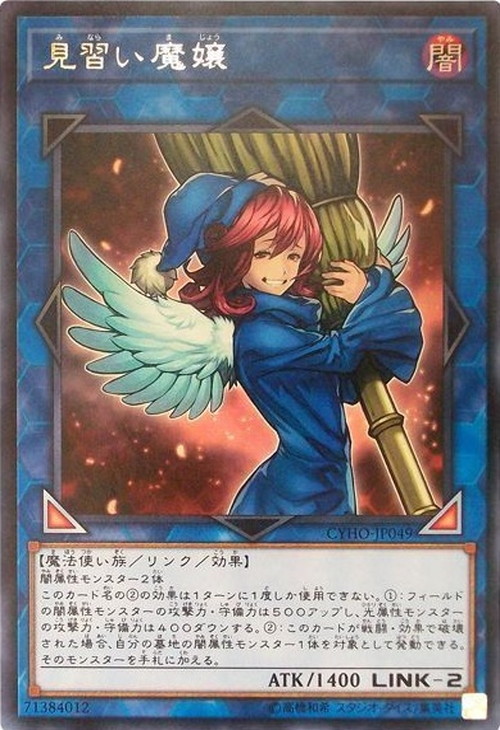 見習い魔嬢
闇
CYHO-JP049
【魔法使い族/リンク/効果】
闇属性モンスター2体
このカード名の②の効果は1ターンに1度しか使用できない。①:フィールド
の闇属性モンスターの攻撃力・守備力は500アップし、光属性モンスター
の攻撃力・守備力は400ダウンする。②:このカードが戦闘・効果で破壊
された場合、自分の墓地の闇属性モンスター1体を対象として発動できる。
そのモンスターを手札に加える。
ATK/1400 LINK-2
71384012 ©高橋和希 スタジオ・ダイス/集英社